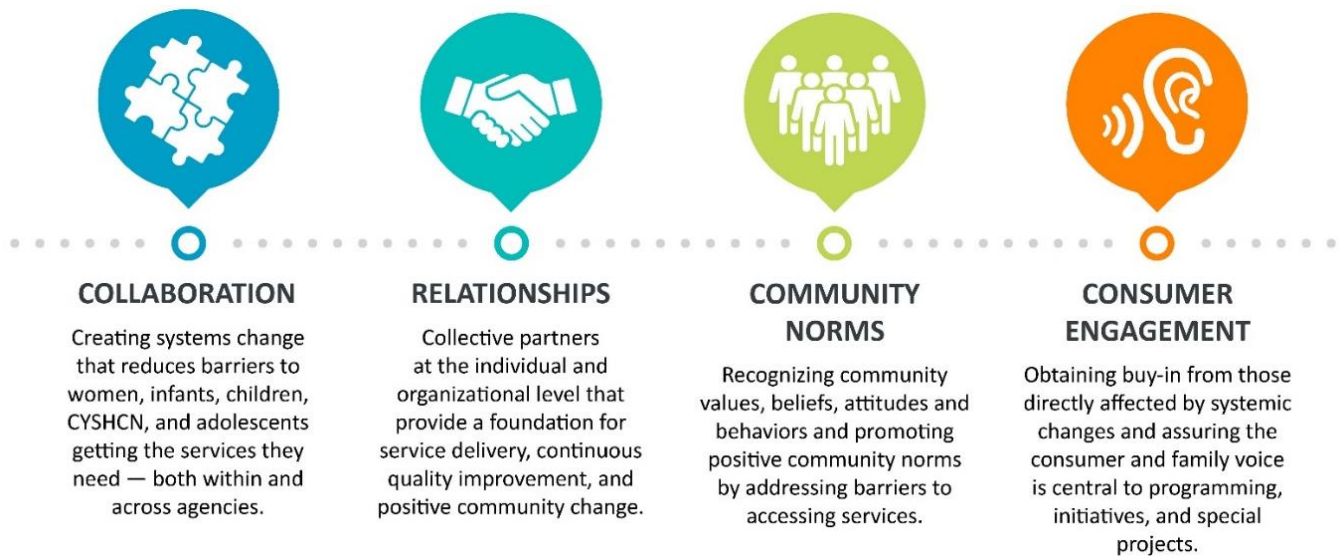 COLLABORATION
Creating systems change
that reduces barriers to
women, infants, children,
CYSHCN, and adolescents
getting the services they
need — both within and
across agencies.
RELATIONSHIPS
Collective partners
at the individual and
organizational level that
provide a foundation for
service delivery, continuous
quality improvement, and
positive community change.
COMMUNITY
NORMS
Recognizing community
values, beliefs, attitudes and
behaviors and promoting
positive community norms
by addressing barriers to
accessing services.
CONSUMER
ENGAGEMENT
Obtaining buy-in from those
directly affected by systemic
changes and assuring the
consumer and family voice
is central to programming,
initiatives, and special
projects.